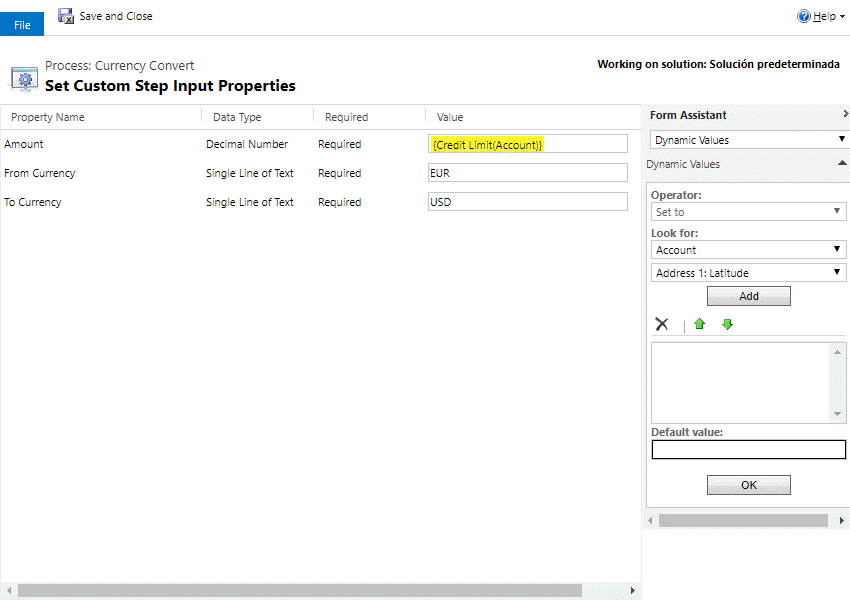 File
Save and Close
Help
Process: Currency Convert
Set Custom Step Input Properties
Working on solution: Solución predeterminada
Property Name Data Type Required Value
Amount Decimal Number Required {Credit Limit(Account)}
From Currency Single Line of Text Required EUR
To Currency Single Line of Text Required USD
Form Assistant
Dynamic Values
Dynamic Values
Operator:
Set to
Look for:
Account
Address 1: Latitude
Add
Default value:
OK